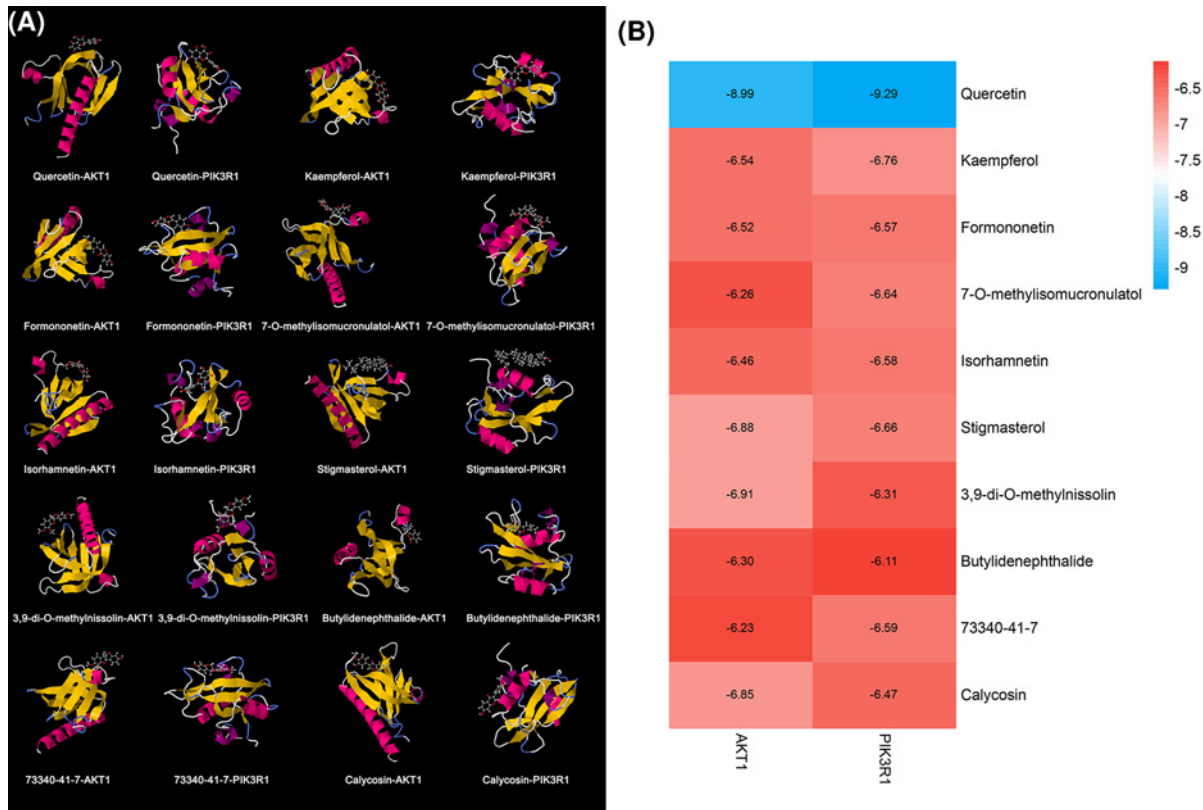 (A)
Quercetin-AKT1 Quercetin-PIK3R1 Kaempferol-AKT1 Kaempferol-PIK3R1
Formononetin-AKT1 Formononetin-PIK3R1 7-O-methylisomucronulatol-AKT1 7-O-methylisomucronulatol-PIK3R1
Isorhamnetin-AKT1 Isorhamnetin-PIK3R1 Stigmasterol-AKT1 Stigmasterol-PIK3R1
3,9-di-O-methylnissolin-AKT1 3,9-di-O-methylnissolin-PIK3R1 Butylidenephthalide-AKT1 Butylidenephthalide-PIK3R1
73340-41-7-AKT1 73340-41-7-PIK3R1 Calycosin-AKT1 Calycosin-PIK3R1
(B)
-8.99 -9.29 Quercetin
-6.54 -6.76 Kaempferol
-6.52 -6.57 Formononetin
-6.26 -6.64 7-O-methylisomucronulatol
-6.46 -6.58 Isorhamnetin
-6.88 -6.66 Stigmasterol
-6.91 -6.31 3,9-di-O-methylnissolin
-6.30 -6.11 Butylidenephthalide
-6.23 -6.59 73340-41-7
-6.85 -6.47 Calycosin
AKT1 PIK3R1
-6.5
-7
-7.5
-8
-8.5
-9